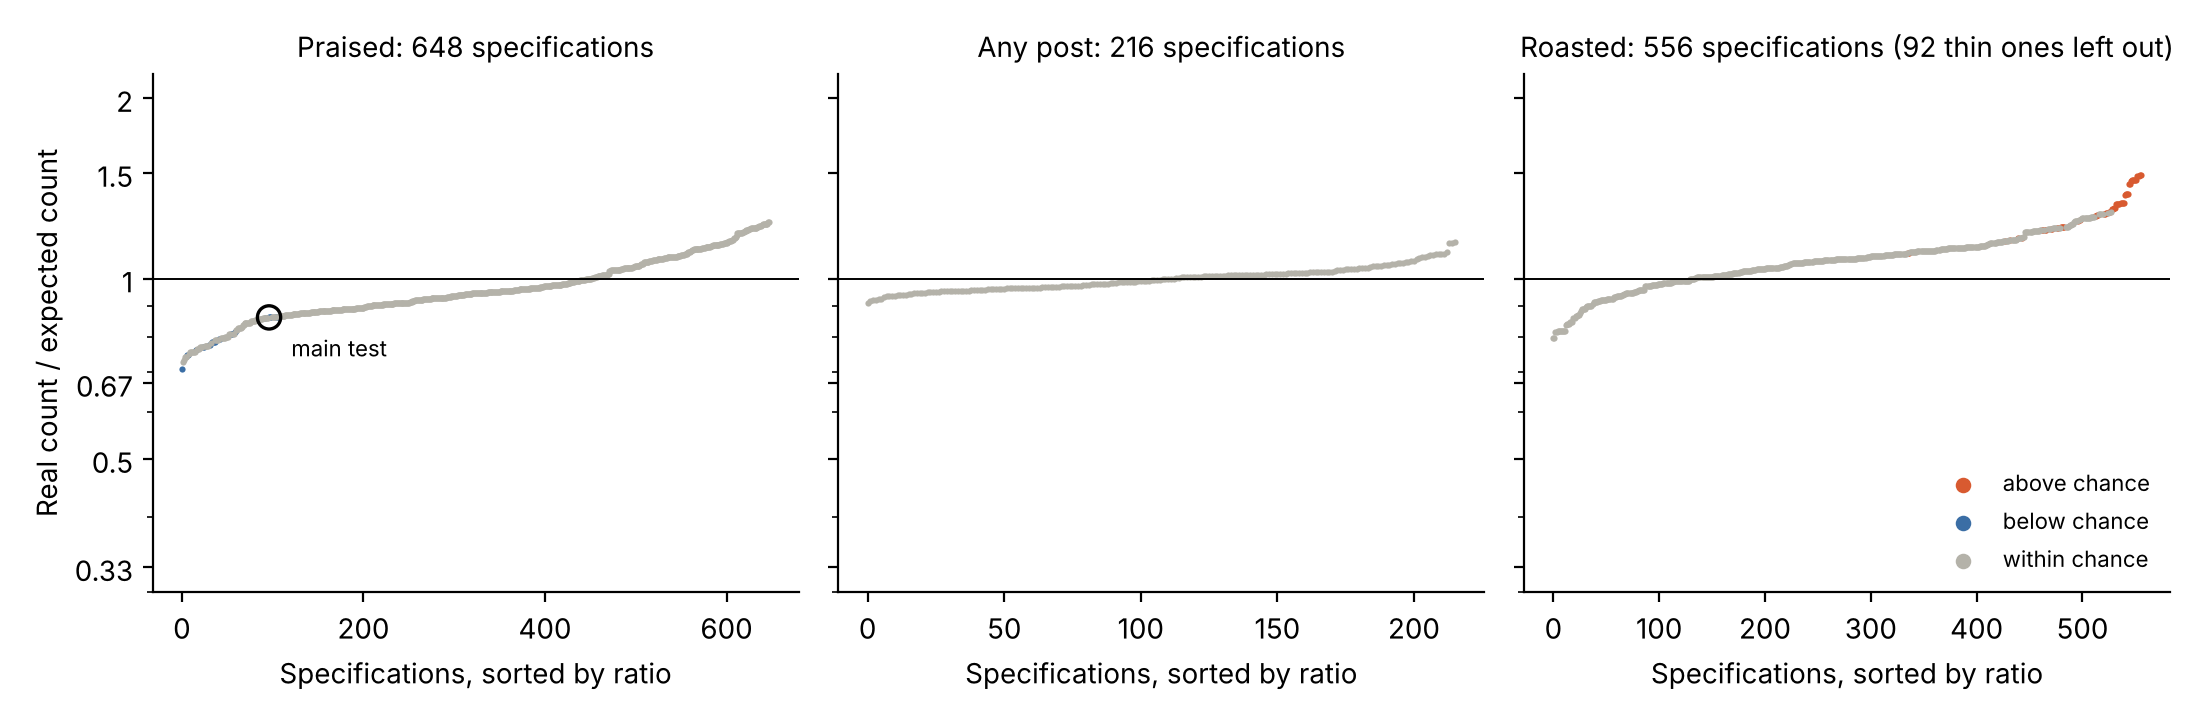 Praised: 648 specifications
Any post: 216 specifications
Roasted: 556 specifications (92 thin ones left out)
Real count / expected count
2
1.5
1
0.67
0.5
0.33
main test
above chance
below chance
within chance
0 200 400 600
0 50 100 150 200
0 100 200 300 400 500
Specifications, sorted by ratio
Specifications, sorted by ratio
Specifications, sorted by ratio